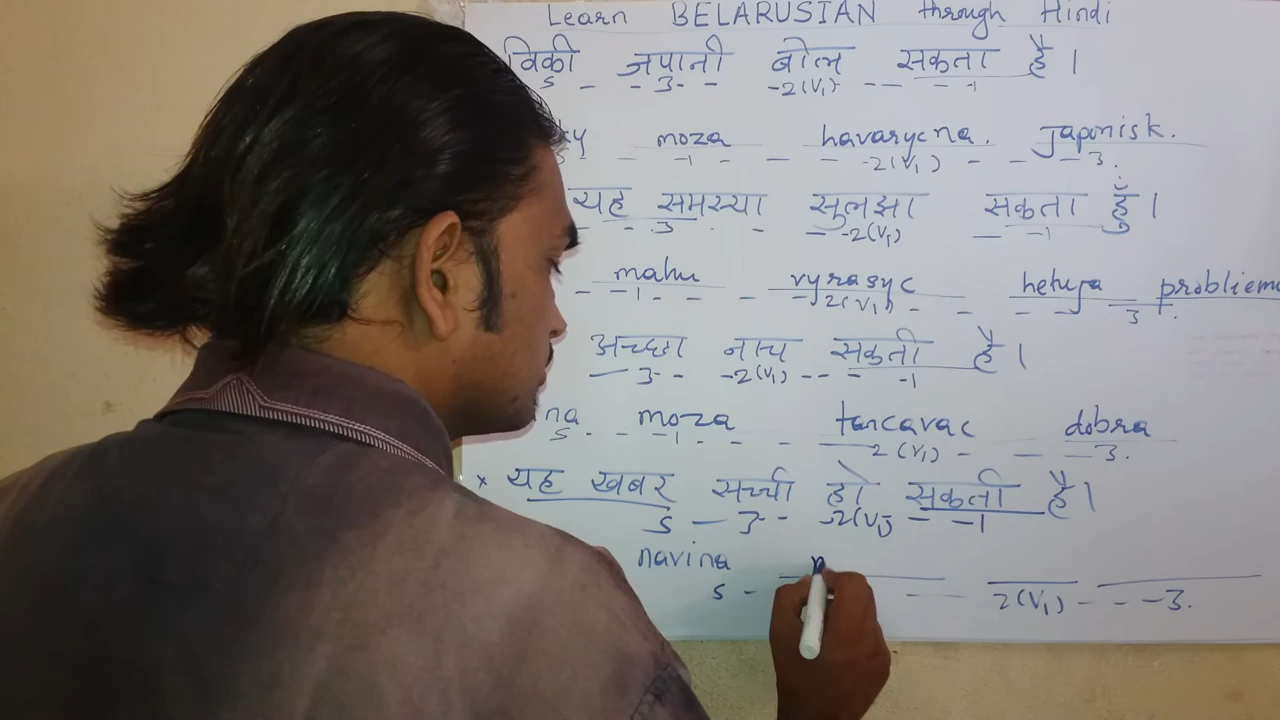 Learn BELARUSIAN through Hindi
विकी जपानी बोल सकता है।
S - - 3 - - -2(V1) -- - -1
ky moza havarycna. Japonisk.
- -1 - - - - -2(V1) - - -3.
यह समस्या सुलझा सकता हूँ।
- -3 - - -2(V1) - -1
mahu vyrasyc hetuja probliemu
- -1 - - - -2(V1) - - - - 3.
अच्छा नाच सकती है।
- 3 - - -2(V1) -- - -1
na moza tancavac dobra
S - - -1 - - - - 2(V1) - - -3.
x यह खबर सच्ची हो सकती है।
S - 3 - - -2(V1) - -1
navina
S - - 2(V1) - - -3.